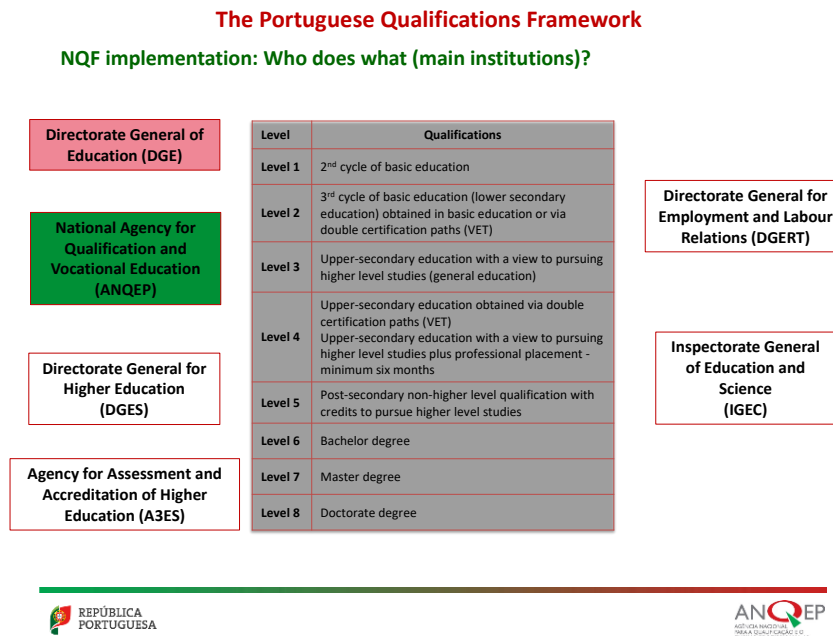 The Portuguese Qualifications Framework
NQF implementation: Who does what (main institutions)?
Directorate General of
Education (DGE)
National Agency for
Qualification and
Vocational Education
(ANQEP)
Directorate General for
Higher Education
(DGES)
Agency for Assessment and
Accreditation of Higher
Education (A3ES)
Level Qualifications
Level 1 2nd cycle of basic education
Level 2 3rd cycle of basic education (lower secondary
education) obtained in basic education or via
double certification paths (VET)
Level 3 Upper-secondary education with a view to pursuing
higher level studies (general education)
Level 4 Upper-secondary education obtained via double
certification paths (VET)
Upper-secondary education with a view to pursuing
higher level studies plus professional placement -
minimum six months
Level 5 Post-secondary non-higher level qualification with
credits to pursue higher level studies
Level 6 Bachelor degree
Level 7 Master degree
Level 8 Doctorate degree
Directorate General for
Employment and Labour
Relations (DGERT)
Inspectorate General
of Education and
Science
(IGEC)
REPÚBLICA
PORTUGUESA
ANQEP
AGÊNCIA NACIONAL
PARA A QUALIFICAÇÃO E O